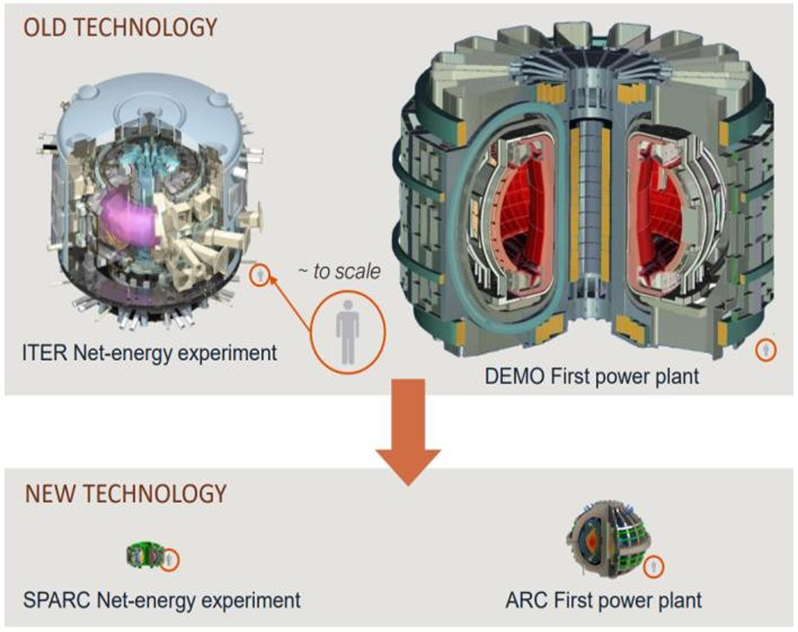 OLD TECHNOLOGY
~ to scale
ITER Net-energy experiment
DEMO First power plant
NEW TECHNOLOGY
SPARC Net-energy experiment
ARC First power plant